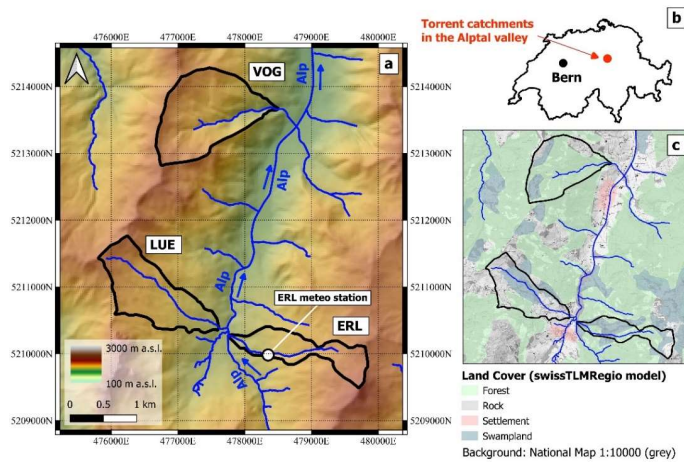 476000E 477000E 478000E 479000E 480000E
a
VOG
Alp
5214000N
5213000N
5212000N
5211000N
5210000N
5209000N
Alp
LUE
Alp
ERL meteo station
ERL
Alp
3000 m a.s.l.
100 m a.s.l.
0 0.5 1 km
476000E 477000E 478000E 479000E 480000E
b
Torrent catchments
in the Alptal valley
Bern
c
5214000N
5213000N
5212000N
5211000N
5210000N
5209000N
Land Cover (swissTLMRegio model)
Forest
Rock
Settlement
Swampland
Background: National Map 1:10000 (grey)